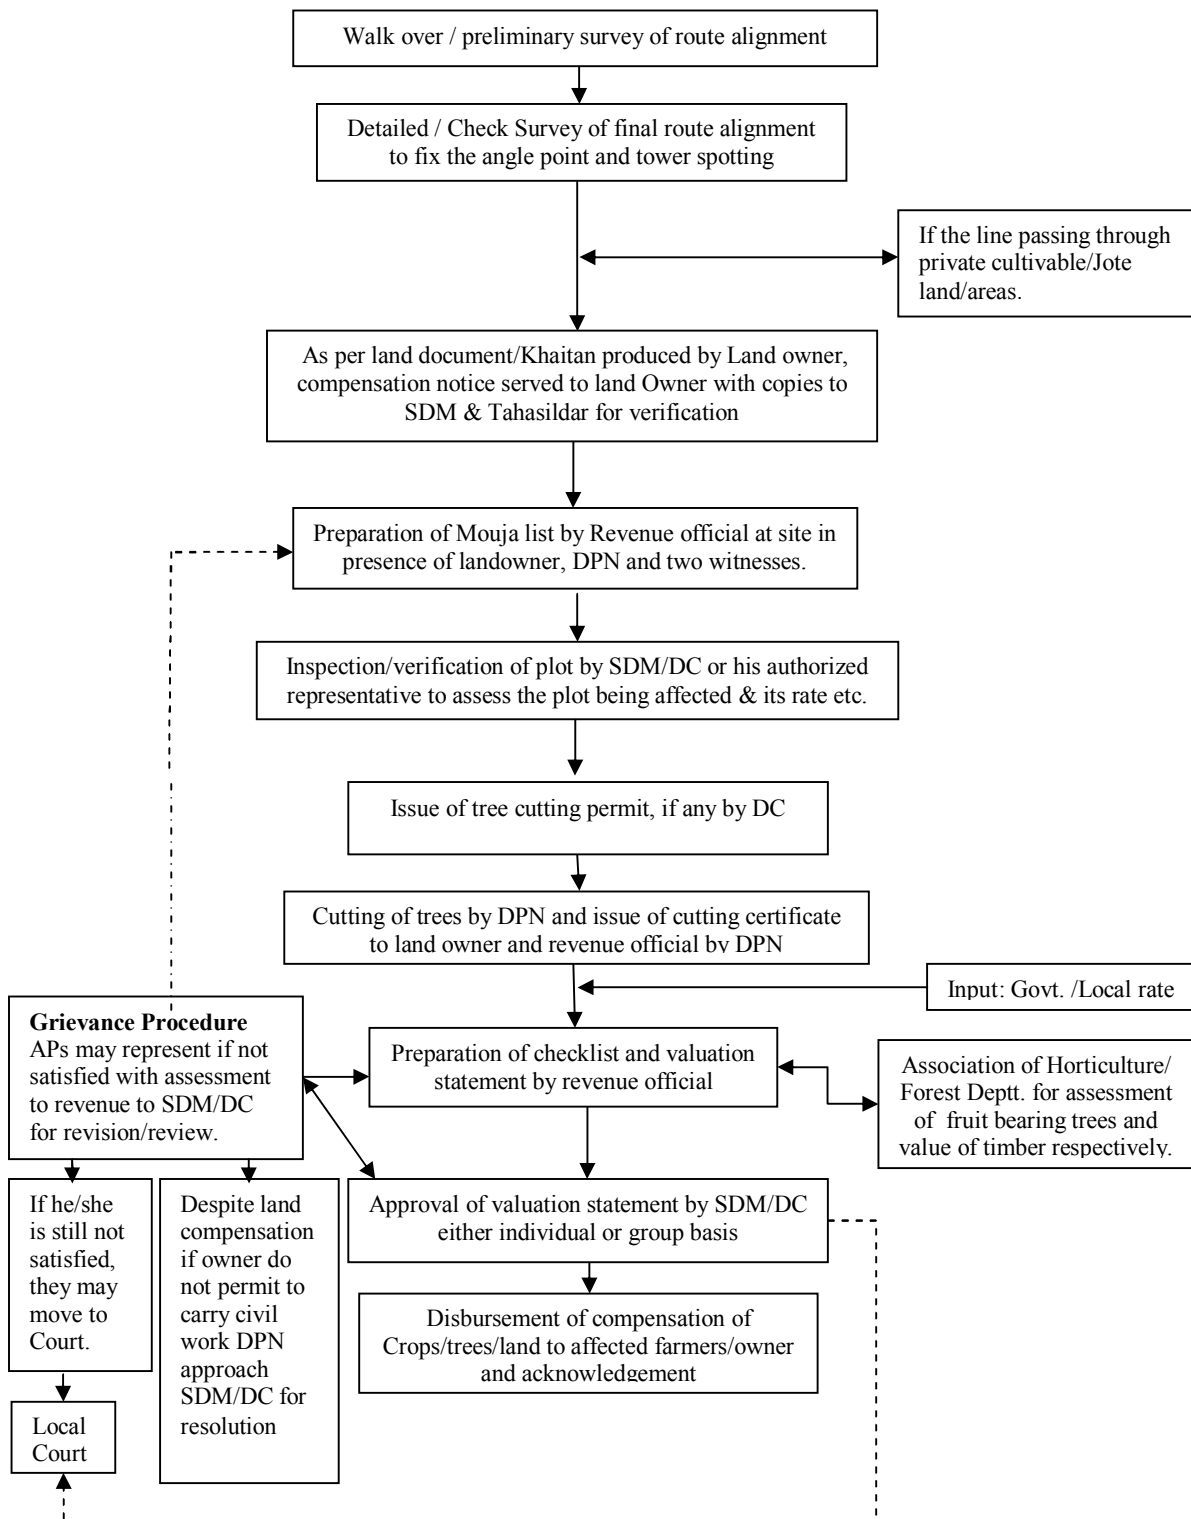 Walk over / preliminary survey of route alignment
Detailed / Check Survey of final route alignment
to fix the angle point and tower spotting
If the line passing through
private cultivable/Jote
land/areas.
As per land document/Khaitan produced by Land owner,
compensation notice served to land Owner with copies to
SDM & Tahasildar for verification
Preparation of Mouja list by Revenue official at site in
presence of landowner, DPN and two witnesses.
Inspection/verification of plot by SDM/DC or his authorized
representative to assess the plot being affected & its rate etc.
Issue of tree cutting permit, if any by DC
Cutting of trees by DPN and issue of cutting certificate
to land owner and revenue official by DPN
Input: Govt. /Local rate
Grievance Procedure
APs may represent if not
satisfied with assessment
to revenue to SDM/DC
for revision/review.
Preparation of checklist and valuation
statement by revenue official
Association of Horticulture/
Forest Deptt. for assessment
of fruit bearing trees and
value of timber respectively.
If he/she
is still not
satisfied,
they may
move to
Court.
Despite land
compensation
if owner do
not permit to
carry civil
work DPN
approach
SDM/DC for
resolution
Approval of valuation statement by SDM/DC
either individual or group basis
Disbursement of compensation of
Crops/trees/land to affected farmers/owner
and acknowledgement
Local
Court